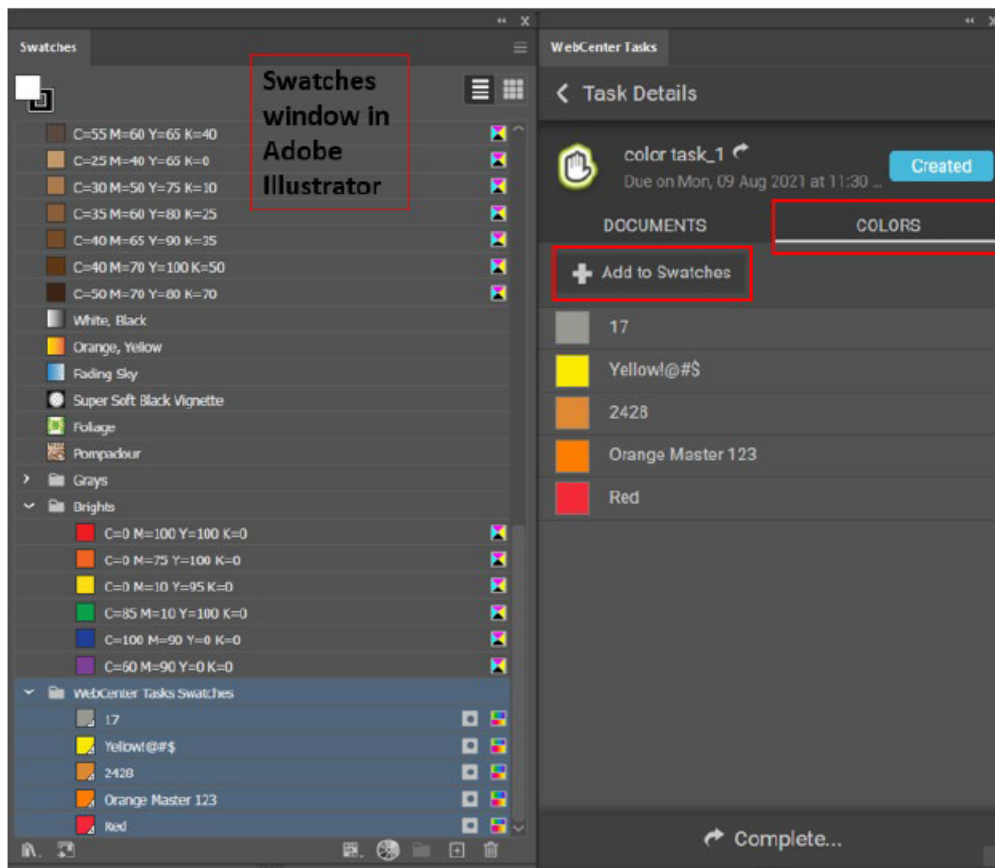 Swatches
Swatches
window in
Adobe
Illustrator
C=55 M=60 Y=65 K=40
C=25 M=40 Y=65 K=0
C=30 M=50 Y=75 K=10
C=35 M=60 Y=80 K=25
C=40 M=65 Y=90 K=35
C=40 M=70 Y=100 K=50
C=50 M=70 Y=80 K=70
White, Black
Orange, Yellow
Fading Sky
Super Soft Black Vignette
Foliage
Pompadour
Grays
Brights
C=0 M=100 Y=100 K=0
C=0 M=75 Y=100 K=0
C=0 M=10 Y=95 K=0
C=85 M=10 Y=100 K=0
C=100 M=90 Y=0 K=0
C=60 M=90 Y=0 K=0
WebCenter Tasks Swatches
17
Yellow!@#$
2428
Orange Master 123
Red
WebCenter Tasks
Task Details
color task_1
Due on Mon, 09 Aug 2021 at 11:30 ...
Created
DOCUMENTS
COLORS
Add to Swatches
17
Yellow!@#$
2428
Orange Master 123
Red
Complete...